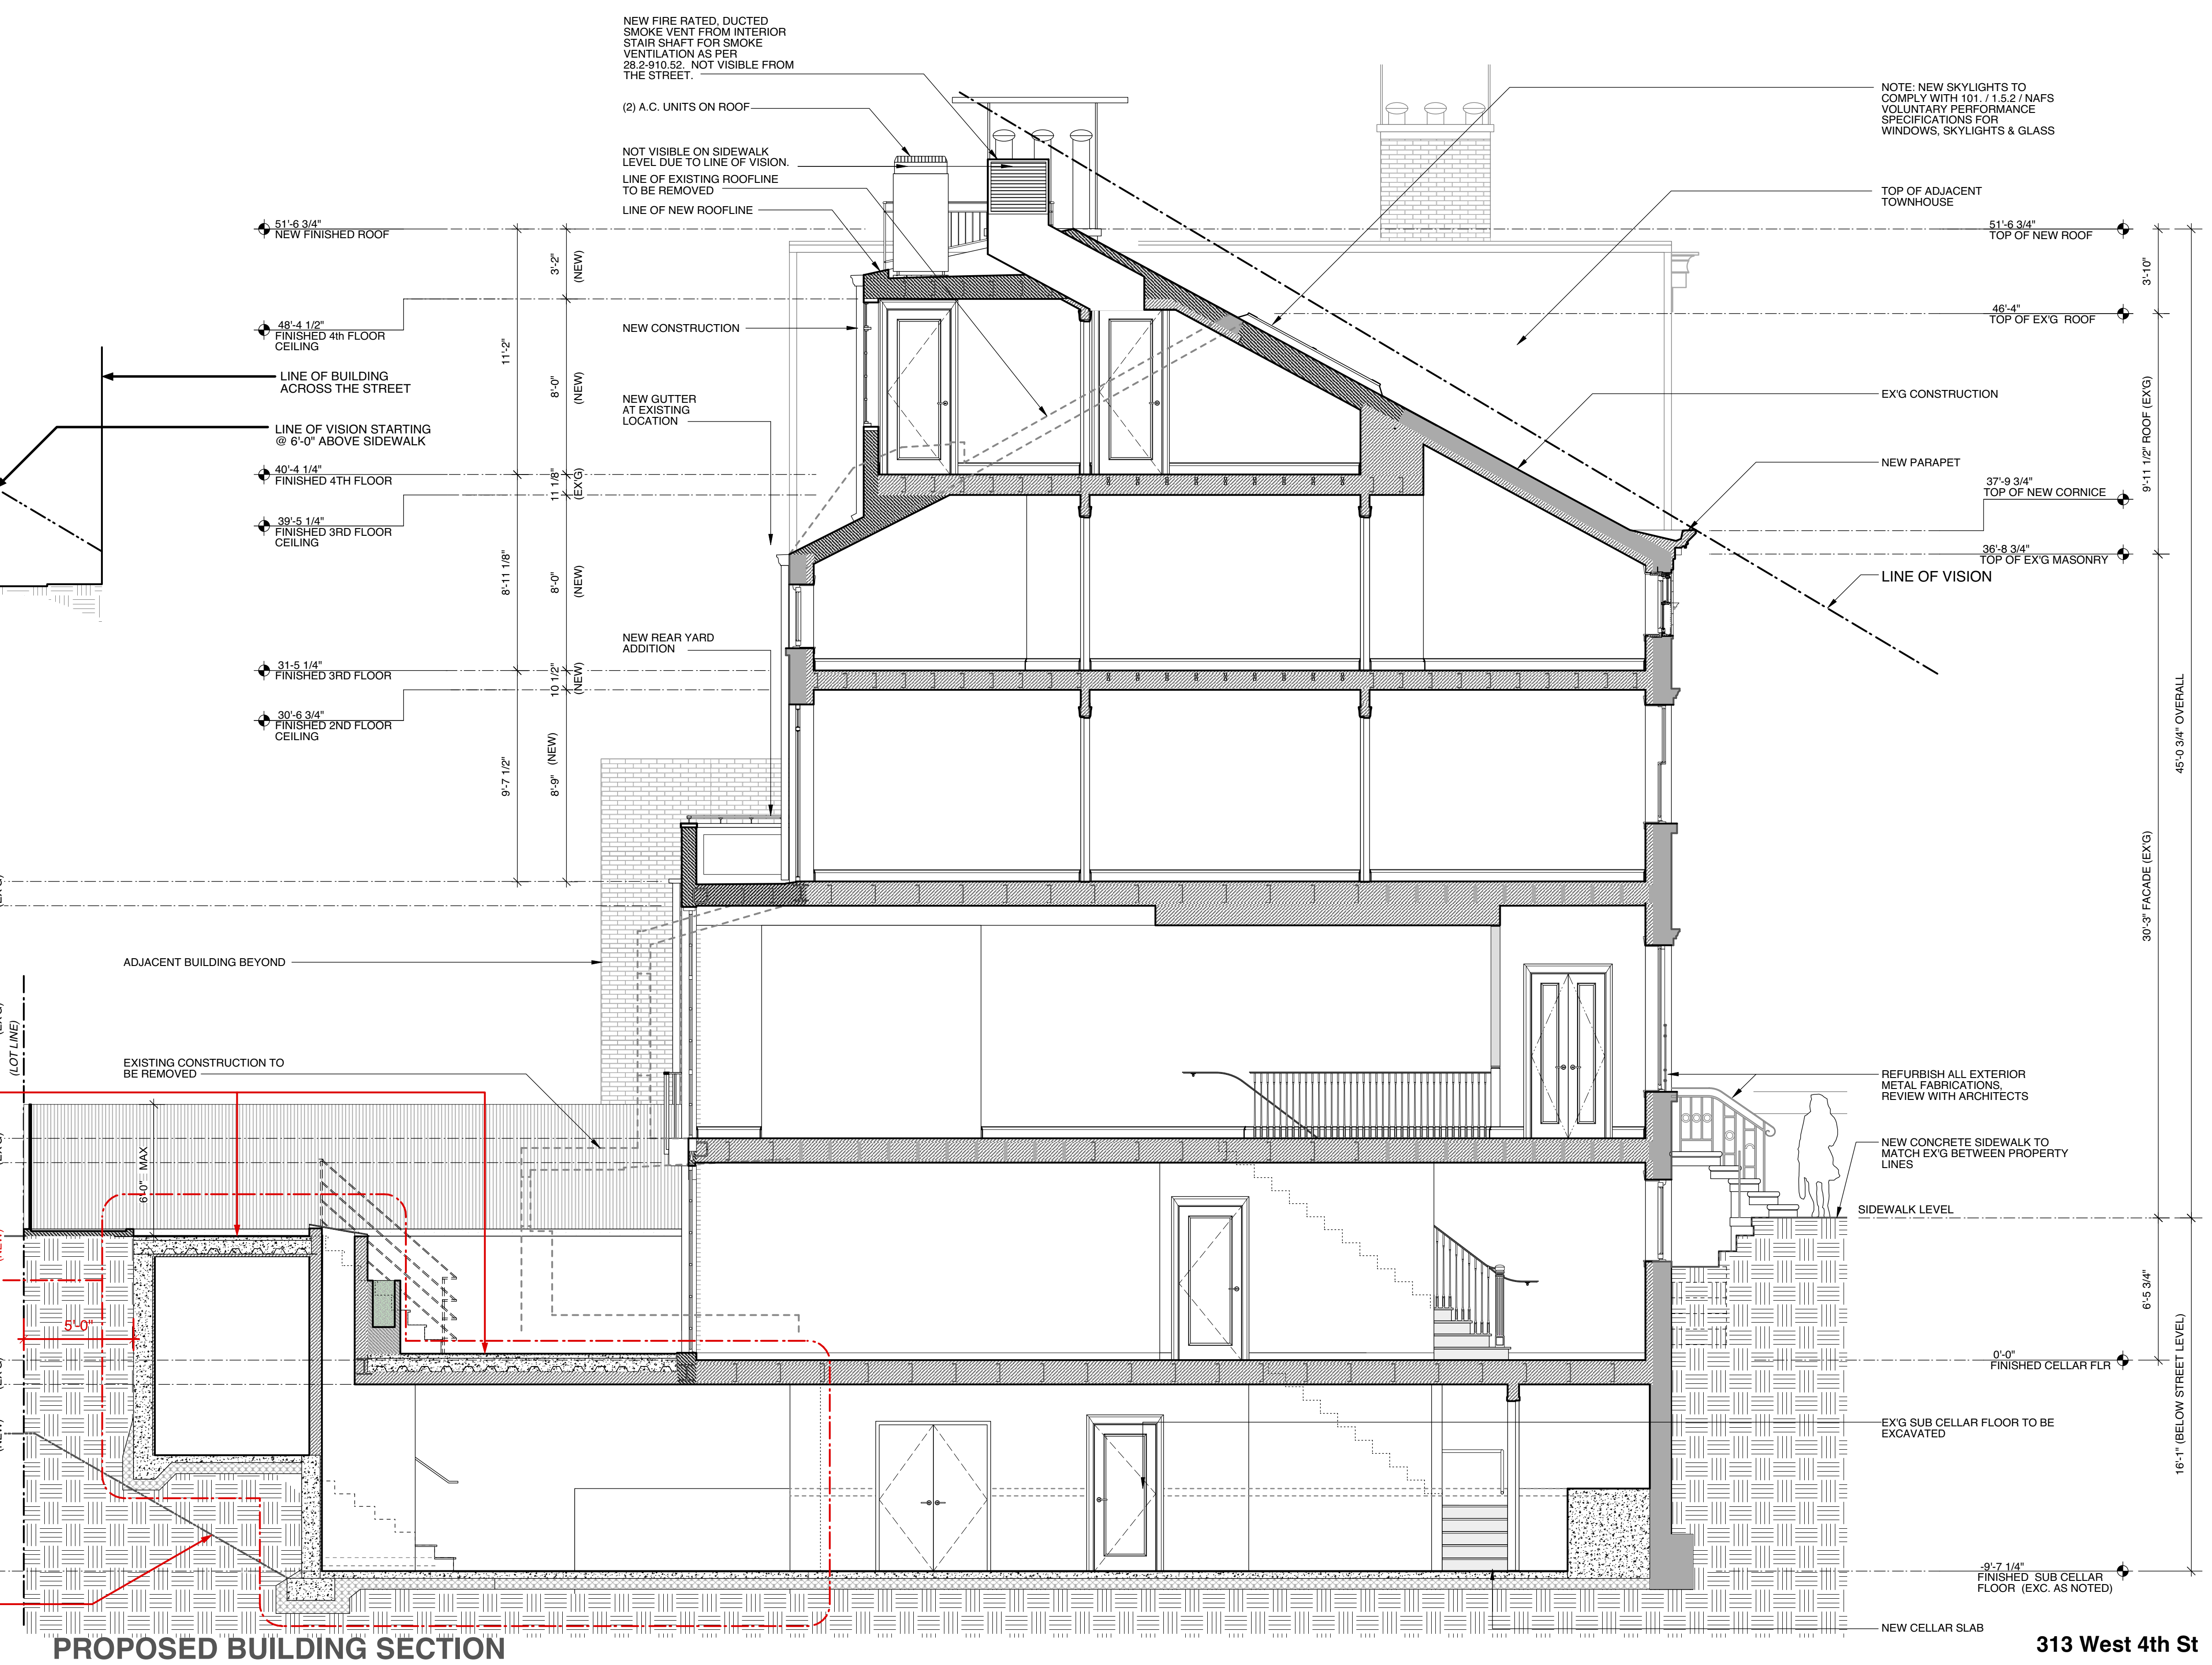 NEW FIRE RATED, DUCTED
SMOKE VENT FROM INTERIOR
STAIR SHAFT FOR SMOKE
VENTILATION AS PER
28.2-910.52. NOT VISIBLE FROM
THE STREET.
(2) A.C. UNITS ON ROOF
NOT VISIBLE ON SIDEWALK
LEVEL DUE TO LINE OF VISION.
LINE OF EXISTING ROOFLINE
TO BE REMOVED
LINE OF NEW ROOFLINE
NEW CONSTRUCTION
NEW GUTTER
AT EXISTING
LOCATION
NEW REAR YARD
ADDITION
51'-6 3/4"
NEW FINISHED ROOF
48'-4 1/2"
FINISHED 4th FLOOR
CEILING
LINE OF BUILDING
ACROSS THE STREET
LINE OF VISION STARTING
@ 6'-0" ABOVE SIDEWALK
40'-4 1/4"
FINISHED 4TH FLOOR
39'-5 1/4"
FINISHED 3RD FLOOR
CEILING
31-5 1/4"
FINISHED 3RD FLOOR
30'-6 3/4"
FINISHED 2ND FLOOR
CEILING
11'-2"
8'-11 1/8"
9'-7 1/2"
3'-2"
(NEW)
8'-0"
(NEW)
11 1/8"
(EX'G)
8'-0"
(NEW)
10 1/2"
(NEW)
8'-9" (NEW)
ADJACENT BUILDING BEYOND
EXISTING CONSTRUCTION TO
BE REMOVED
(LOT LINE)
6'-0" MAX
5'-0"
NOTE: NEW SKYLIGHTS TO
COMPLY WITH 101. / 1.5.2 / NAFS
VOLUNTARY PERFORMANCE
SPECIFICATIONS FOR
WINDOWS, SKYLIGHTS & GLASS
TOP OF ADJACENT
TOWNHOUSE
51'-6 3/4"
TOP OF NEW ROOF
46'-4"
TOP OF EX'G ROOF
EX'G CONSTRUCTION
NEW PARAPET
37'-9 3/4"
TOP OF NEW CORNICE
36'-8 3/4"
TOP OF EX'G MASONRY
LINE OF VISION
3'-10"
9'-11 1/2" ROOF (EX'G)
45'-0 3/4" OVERALL
30'-3" FACADE (EX'G)
REFURBISH ALL EXTERIOR
METAL FABRICATIONS,
REVIEW WITH ARCHITECTS
NEW CONCRETE SIDEWALK TO
MATCH EX'G BETWEEN PROPERTY
LINES
SIDEWALK LEVEL
6'-5 3/4"
0'-0"
FINISHED CELLAR FLR
EX'G SUB CELLAR FLOOR TO BE
EXCAVATED
16'-1" (BELOW STREET LEVEL)
-9'-7 1/4"
FINISHED SUB CELLAR
FLOOR (EXC. AS NOTED)
NEW CELLAR SLAB
PROPOSED BUILDING SECTION
313 West 4th St